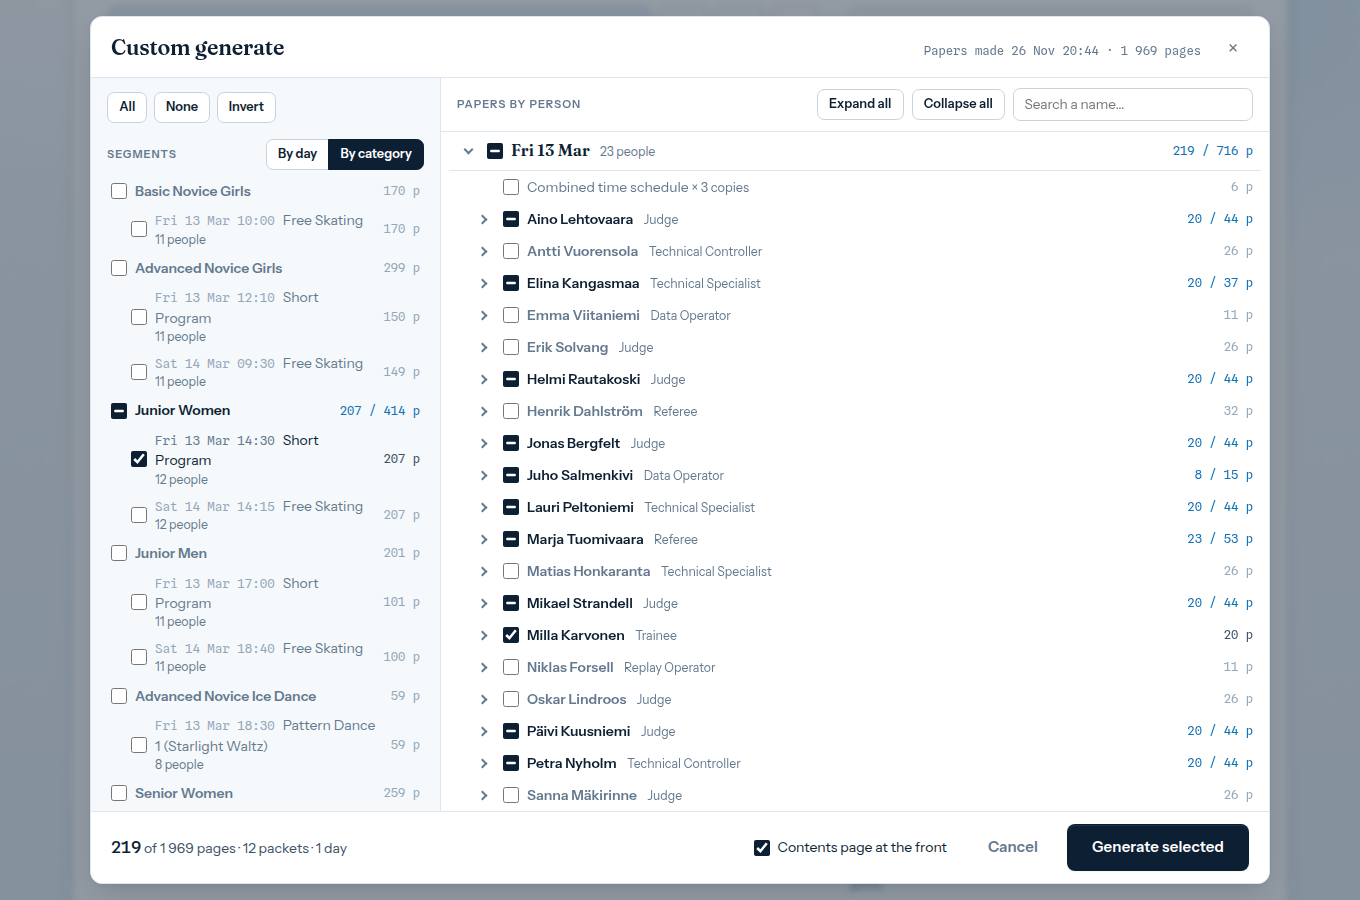 Custom generate
Papers made 26 Nov 20:44 · 1 969 pages ×
All None Invert
SEGMENTS By day By category
Basic Novice Girls 170 p
Fri 13 Mar 10:00 Free Skating 170 p
11 people
Advanced Novice Girls 299 p
Fri 13 Mar 12:10 Short
Program 150 p
11 people
Sat 14 Mar 09:30 Free Skating 149 p
11 people
Junior Women 207 / 414 p
Fri 13 Mar 14:30 Short
Program 207 p
12 people
Sat 14 Mar 14:15 Free Skating 207 p
12 people
Junior Men 201 p
Fri 13 Mar 17:00 Short
Program 101 p
11 people
Sat 14 Mar 18:40 Free Skating 100 p
11 people
Advanced Novice Ice Dance 59 p
Fri 13 Mar 18:30 Pattern Dance
1 (Starlight Waltz) 59 p
8 people
Senior Women 259 p
PAPERS BY PERSON Expand all Collapse all Search a name...
Fri 13 Mar 23 people 219 / 716 p
Combined time schedule × 3 copies 6 p
Aino Lehtovaara Judge 20 / 44 p
Antti Vuorensola Technical Controller 26 p
Elina Kangasmaa Technical Specialist 20 / 37 p
Emma Viitaniemi Data Operator 11 p
Erik Solvang Judge 26 p
Helmi Rautakoski Judge 20 / 44 p
Henrik Dahlström Referee 32 p
Jonas Bergfelt Judge 20 / 44 p
Juho Salmenkivi Data Operator 8 / 15 p
Lauri Peltoniemi Technical Specialist 20 / 44 p
Marja Tuomivaara Referee 23 / 53 p
Matias Honkaranta Technical Specialist 26 p
Mikael Strandell Judge 20 / 44 p
Milla Karvonen Trainee 20 p
Niklas Forsell Replay Operator 11 p
Oskar Lindroos Judge 26 p
Päivi Kuusniemi Judge 20 / 44 p
Petra Nyholm Technical Controller 20 / 44 p
Sanna Mäkirinne Judge 26 p
219 of 1 969 pages · 12 packets · 1 day
Contents page at the front Cancel Generate selected